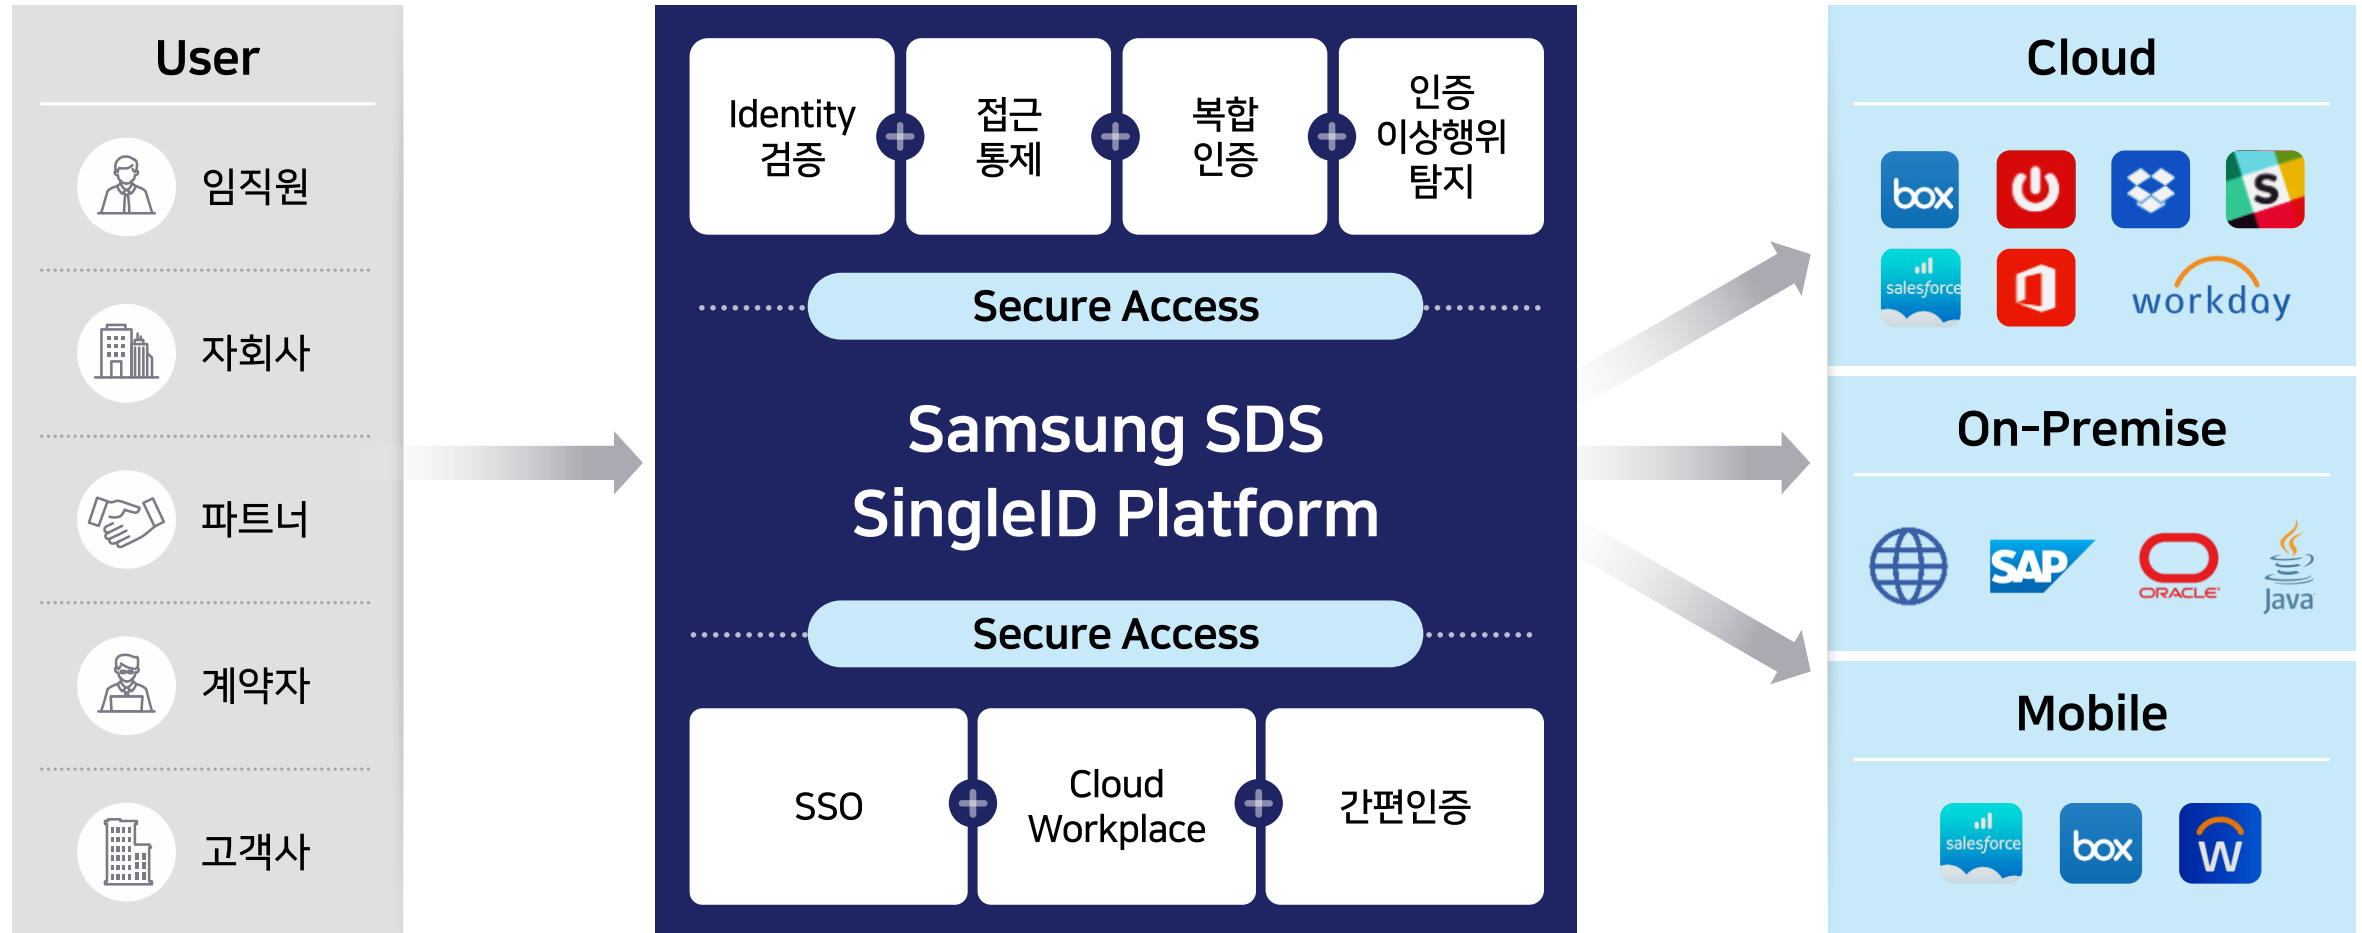 User
임직원
자회사
파트너
계약자
고객사
Identity
검증
접근
통제
복합
인증
인증
이상행위
탐지
Secure Access
Samsung SDS
SingleID Platform
Secure Access
SSO
Cloud
Workplace
간편인증
Cloud
box
S
salesforce
workday
On-Premise
SAP
ORACLE
Java
Mobile
salesforce
box
W